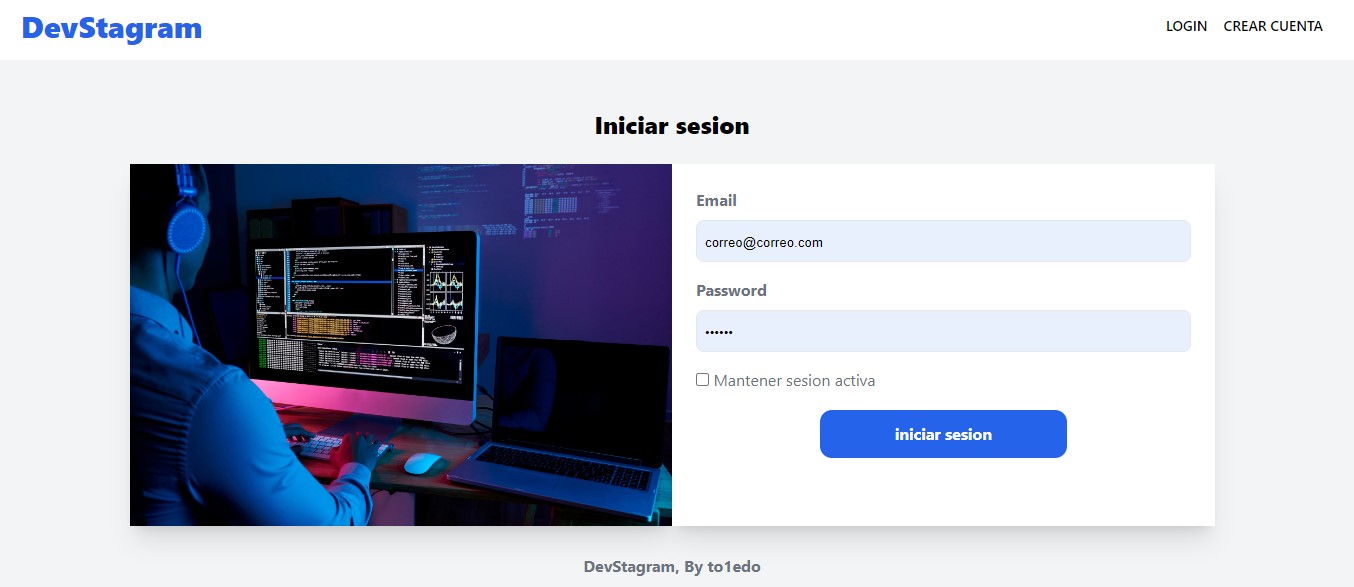 DevStagram
LOGIN CREAR CUENTA
Iniciar sesion
Email
correo@correo.com
Password
••••••
Mantener sesion activa
iniciar sesion
DevStagram, By to1edo